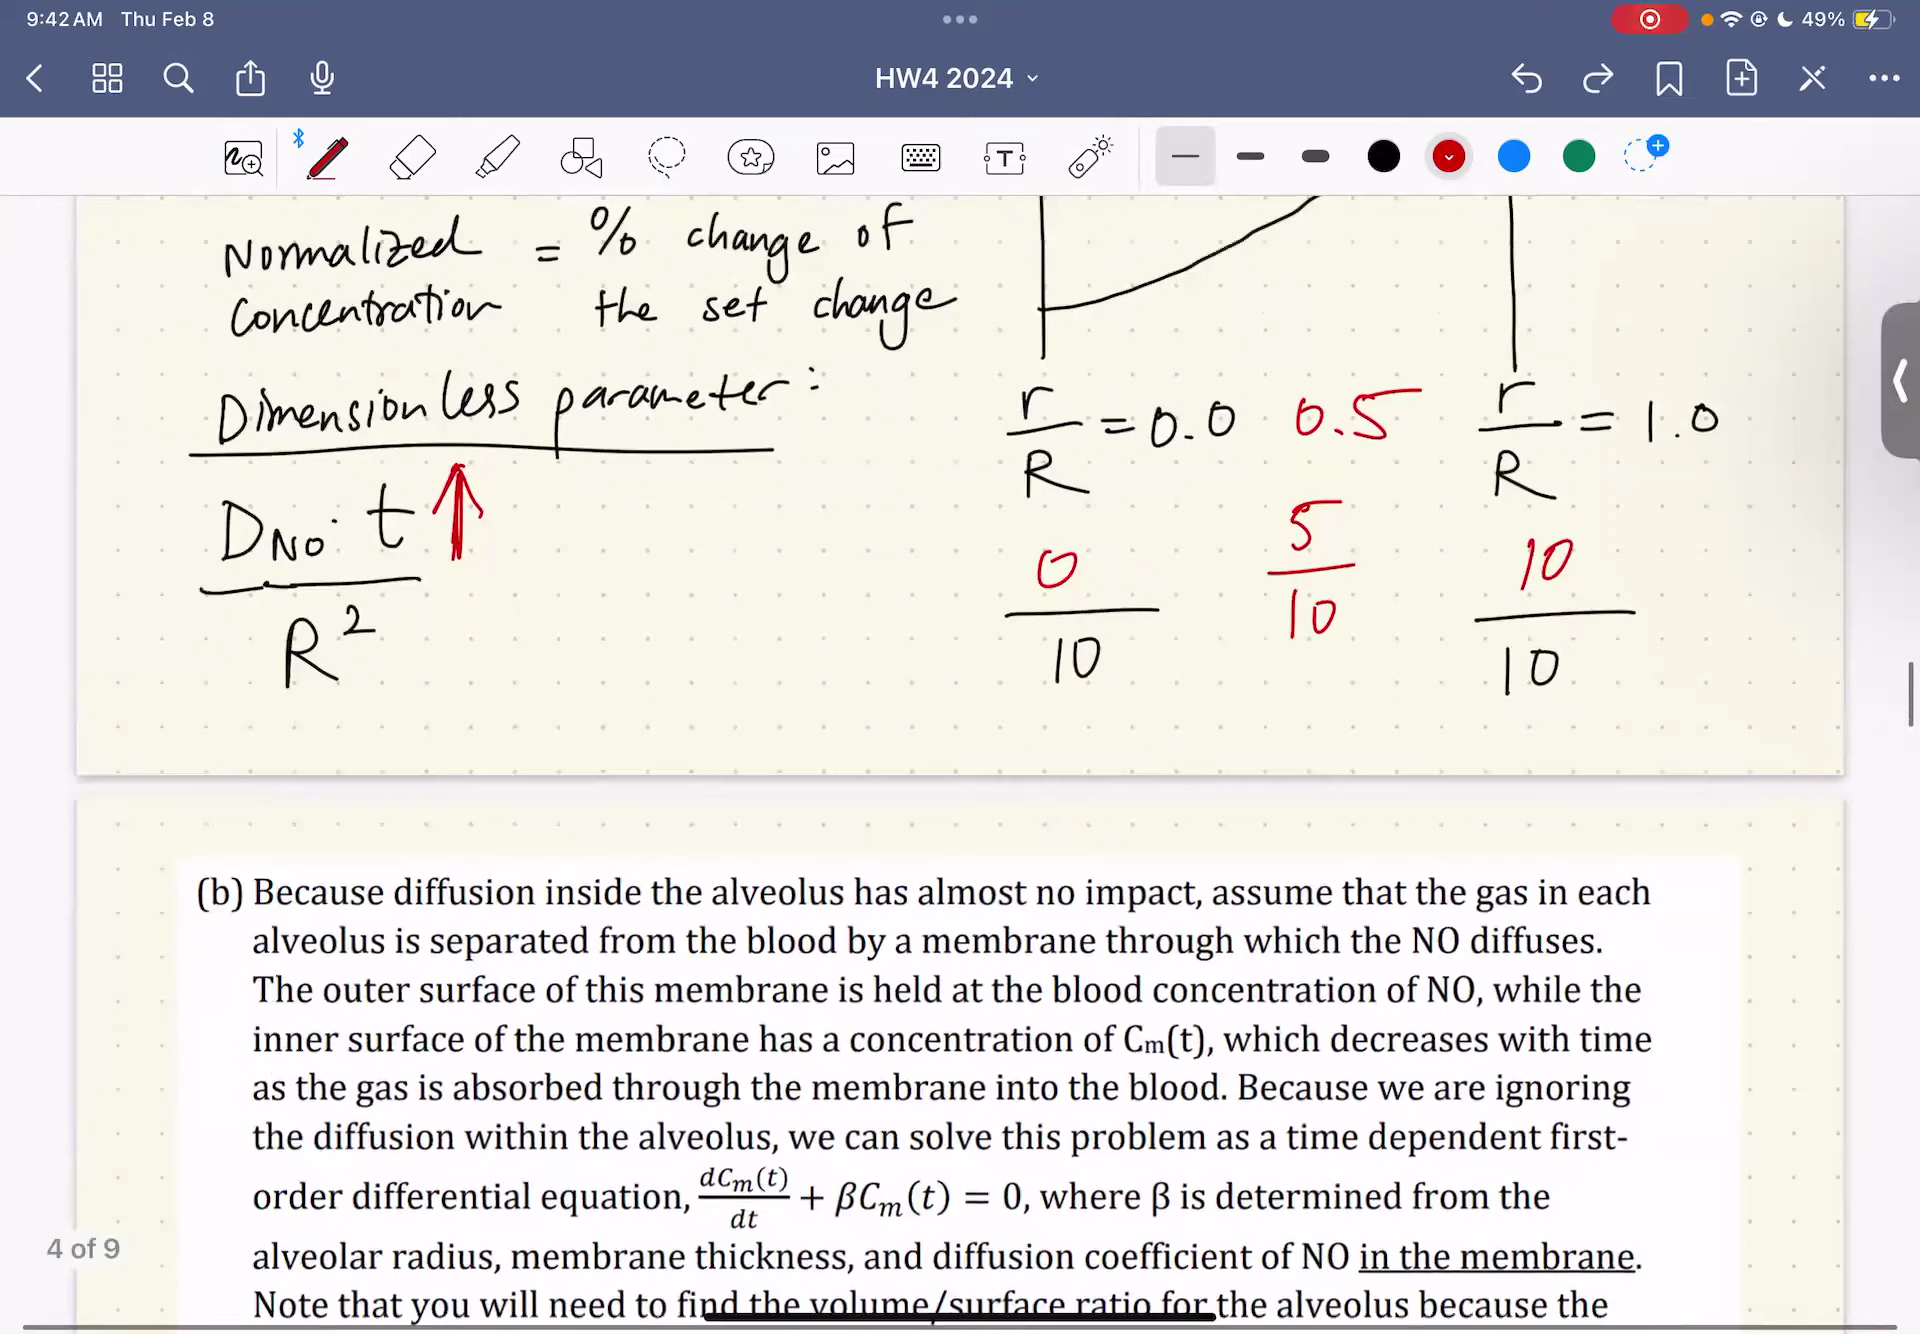 9:42 AM Thu Feb 8
49%
HW4 2024
T
Normalized = % change of
Concentration the set change
Dimensionless parameter:
r/R = 0.0 0.5 r/R = 1.0
D_NO · t ↑
R²
0/10 5/10 10/10
(b) Because diffusion inside the alveolus has almost no impact, assume that the gas in each
alveolus is separated from the blood by a membrane through which the NO diffuses.
The outer surface of this membrane is held at the blood concentration of NO, while the
inner surface of the membrane has a concentration of Cm(t), which decreases with time
as the gas is absorbed through the membrane into the blood. Because we are ignoring
the diffusion within the alveolus, we can solve this problem as a time dependent first-
order differential equation, dCm(t)/dt + βCm(t) = 0, where β is determined from the
4 of 9
alveolar radius, membrane thickness, and diffusion coefficient of NO in the membrane.
Note that you will need to find the volume/surface ratio for the alveolus because the